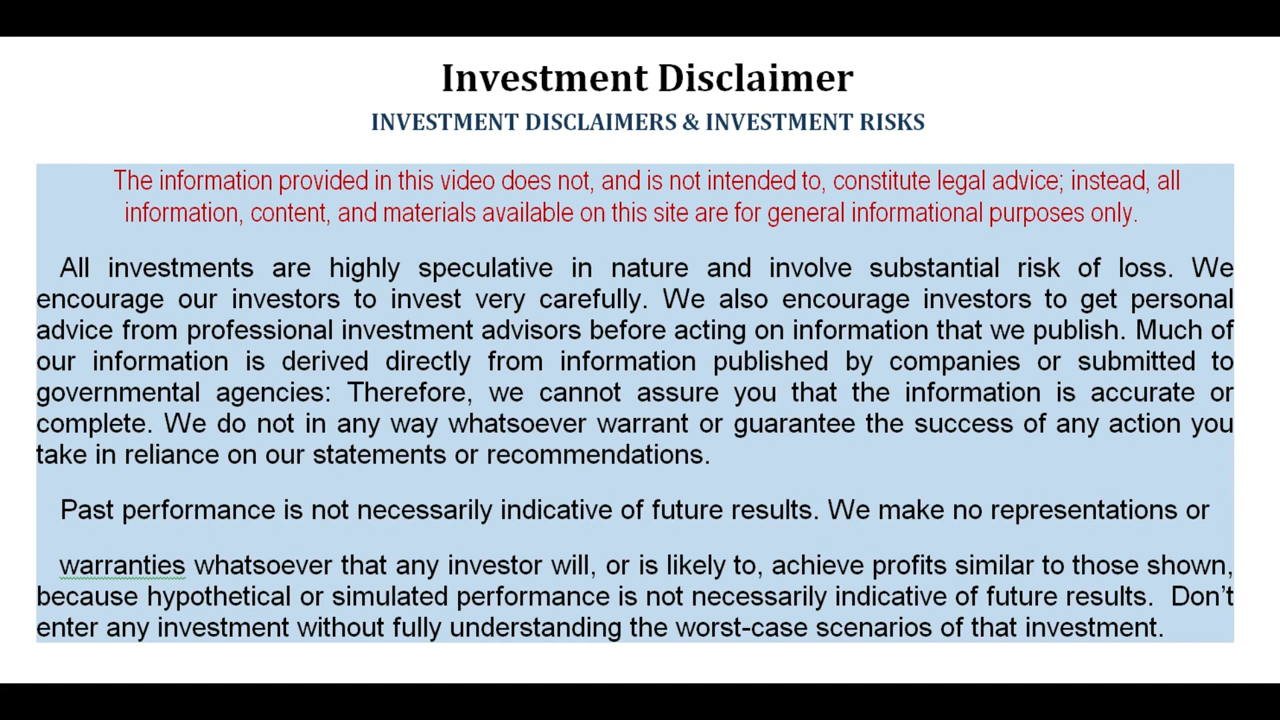 Investment Disclaimer
INVESTMENT DISCLAIMERS & INVESTMENT RISKS
The information provided in this video does not, and is not intended to, constitute legal advice; instead, all
information, content, and materials available on this site are for general informational purposes only.
All investments are highly speculative in nature and involve substantial risk of loss. We
encourage our investors to invest very carefully. We also encourage investors to get personal
advice from professional investment advisors before acting on information that we publish. Much of
our information is derived directly from information published by companies or submitted to
governmental agencies: Therefore, we cannot assure you that the information is accurate or
complete. We do not in any way whatsoever warrant or guarantee the success of any action you
take in reliance on our statements or recommendations.
Past performance is not necessarily indicative of future results. We make no representations or
warranties whatsoever that any investor will, or is likely to, achieve profits similar to those shown,
because hypothetical or simulated performance is not necessarily indicative of future results. Don’t
enter any investment without fully understanding the worst-case scenarios of that investment.